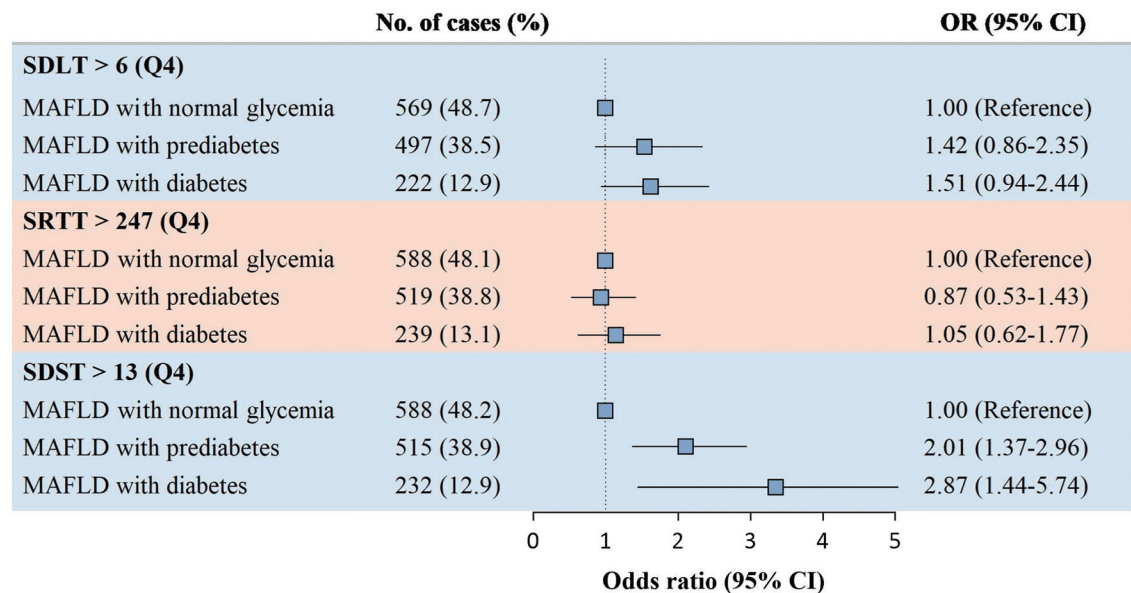 No. of cases (%) OR (95% CI)
SDLT > 6 (Q4)
MAFLD with normal glycemia 569 (48.7) 1.00 (Reference)
MAFLD with prediabetes 497 (38.5) 1.42 (0.86-2.35)
MAFLD with diabetes 222 (12.9) 1.51 (0.94-2.44)
SRTT > 247 (Q4)
MAFLD with normal glycemia 588 (48.1) 1.00 (Reference)
MAFLD with prediabetes 519 (38.8) 0.87 (0.53-1.43)
MAFLD with diabetes 239 (13.1) 1.05 (0.62-1.77)
SDST > 13 (Q4)
MAFLD with normal glycemia 588 (48.2) 1.00 (Reference)
MAFLD with prediabetes 515 (38.9) 2.01 (1.37-2.96)
MAFLD with diabetes 232 (12.9) 2.87 (1.44-5.74)
0 1 2 3 4 5
Odds ratio (95% CI)